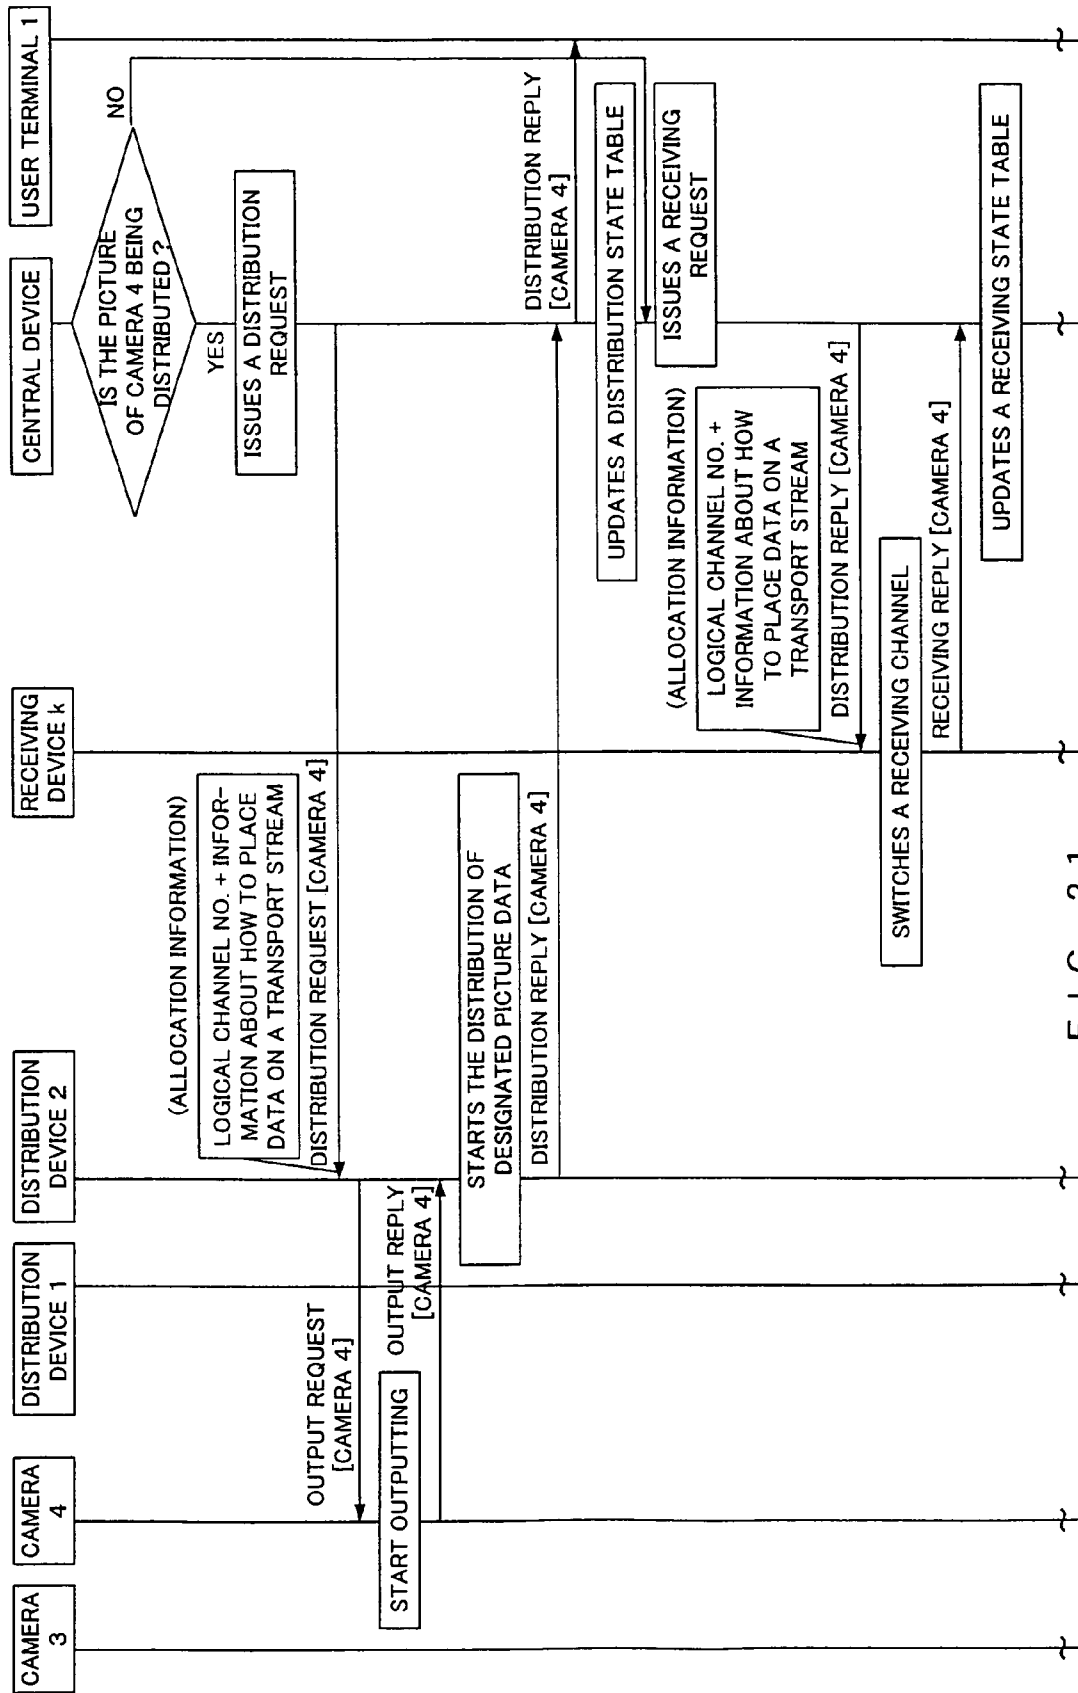 CAMERA
3
CAMERA
4
DISTRIBUTION
DEVICE 1
DISTRIBUTION
DEVICE 2
RECEIVING
DEVICE k
CENTRAL DEVICE
USER TERMINAL 1
IS THE PICTURE
OF CAMERA 4 BEING
DISTRIBUTED ?
NO
YES
ISSUES A DISTRIBUTION
REQUEST
(ALLOCATION INFORMATION)
LOGICAL CHANNEL NO. + INFOR-
MATION ABOUT HOW TO PLACE
DATA ON A TRANSPORT STREAM
DISTRIBUTION REQUEST [CAMERA 4]
OUTPUT REQUEST
[CAMERA 4]
START OUTPUTTING
OUTPUT REPLY
[CAMERA 4]
STARTS THE DISTRIBUTION OF
DESIGNATED PICTURE DATA
DISTRIBUTION REPLY [CAMERA 4]
DISTRIBUTION REPLY
[CAMERA 4]
UPDATES A DISTRIBUTION STATE TABLE
ISSUES A RECEIVING
REQUEST
(ALLOCATION INFORMATION)
LOGICAL CHANNEL NO. +
INFORMATION ABOUT HOW
TO PLACE DATA ON A
TRANSPORT STREAM
DISTRIBUTION REPLY [CAMERA 4]
SWITCHES A RECEIVING CHANNEL
RECEIVING REPLY [CAMERA 4]
UPDATES A RECEIVING STATE TABLE